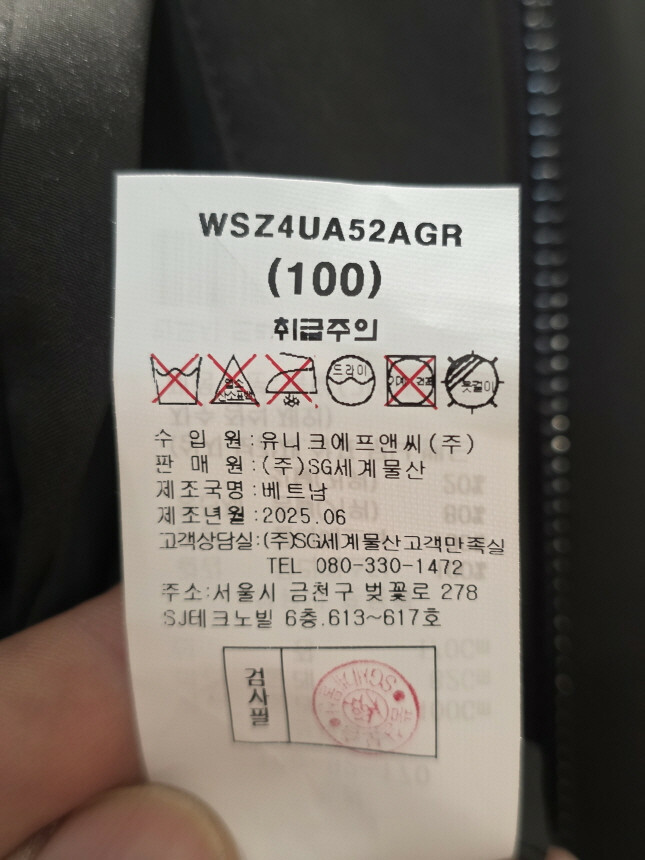 WSZ4UA52AGR
(100)
취급주의
드라이 옷걸이
수 입 원:유니크에프앤씨(주)
판 매 원:(주)SG세계물산
제조국명:베트남
제조년월:2025.06
고객상담실:(주)SG세계물산고객만족실
TEL 080-330-1472
주소:서울시 금천구 벚꽃로 278
SJ테크노빌 6층.613~617호
검사필